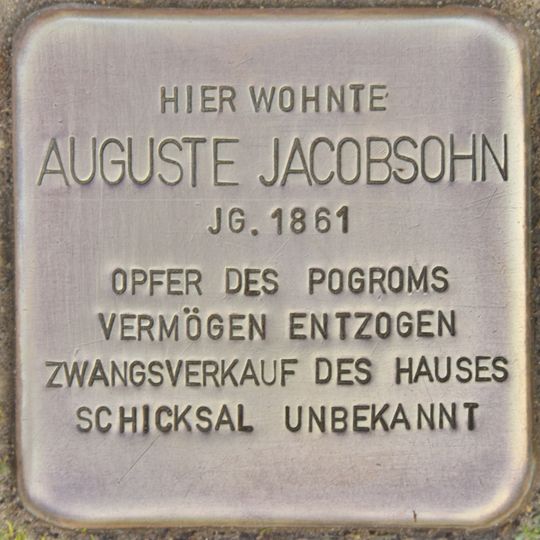 HIER WOHNTE
AUGUSTE JACOBSOHN
JG. 1861
OPFER DES POGROMS
VERMÖGEN ENTZOGEN
ZWANGSVERKAUF DES HAUSES
SCHICKSAL UNBEKANNT